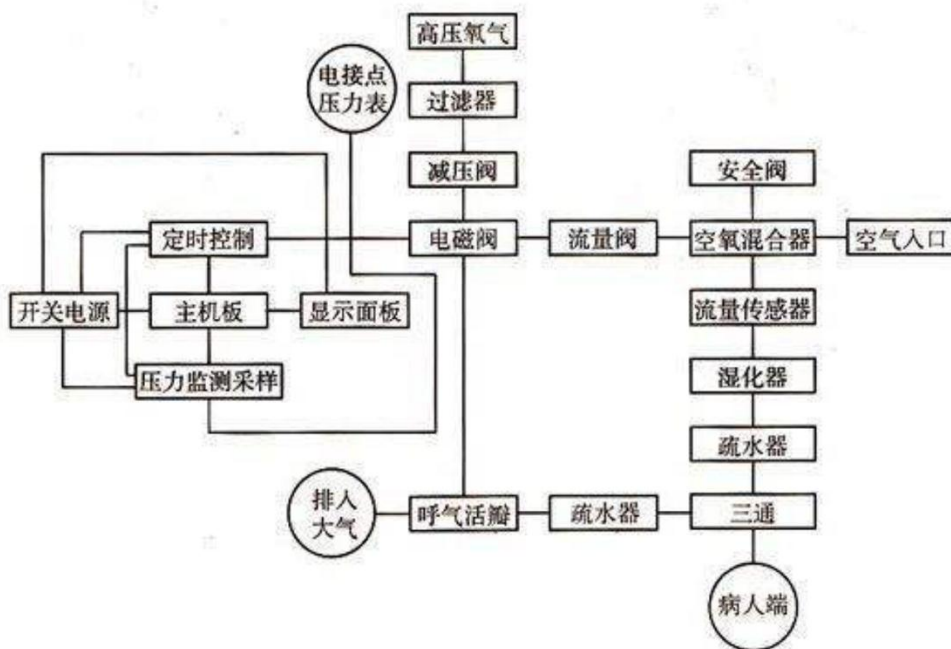 高压氧气
电接点
压力表
过滤器
减压阀
安全阀
定时控制
电磁阀
流量阀
空氧混合器
空气入口
开关电源
主机板
显示面板
流量传感器
压力监测采样
湿化器
疏水器
排入
大气
呼气活瓣
疏水器
三通
病人端